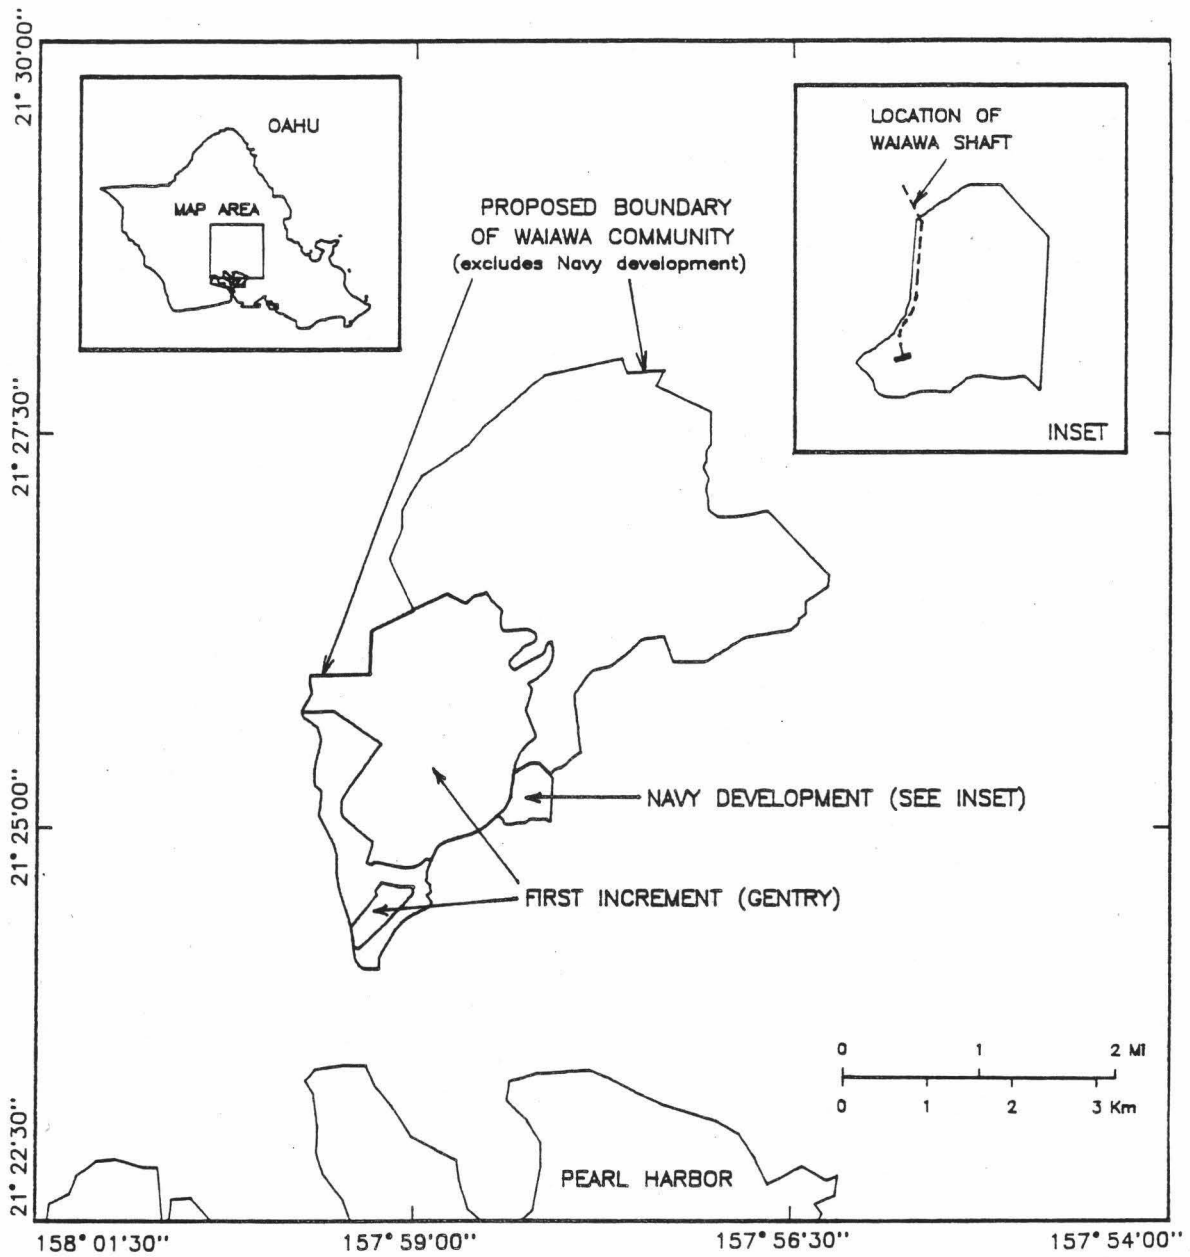 21° 30'00''
OAHU
MAP AREA
LOCATION OF
WAIAWA SHAFT
INSET
PROPOSED BOUNDARY
OF WAIAWA COMMUNITY
(excludes Navy development)
21° 27'30''
NAVY DEVELOPMENT (SEE INSET)
21° 25'00''
FIRST INCREMENT (GENTRY)
0 1 2 MI
0 1 2 3 Km
21° 22'30''
PEARL HARBOR
158° 01'30'' 157° 59'00'' 157° 56'30'' 157° 54'00''